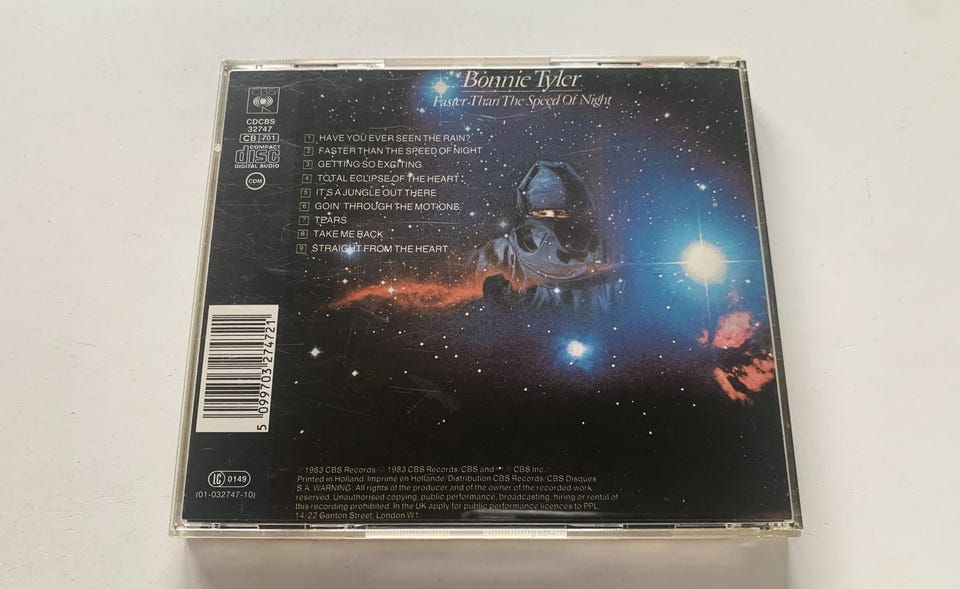 Bonnie Tyler
Faster Than The Speed Of Night
CBS
CDCBS
32747
CB 701
COMPACT
disc
DIGITAL AUDIO
CDM
1 HAVE YOU EVER SEEN THE RAIN?
2 FASTER THAN THE SPEED OF NIGHT
3 GETTING SO EXCITING
4 TOTAL ECLIPSE OF THE HEART
5 IT'S A JUNGLE OUT THERE
6 GOIN' THROUGH THE MOTIONS
7 TEARS
8 TAKE ME BACK
9 STRAIGHT FROM THE HEART
5 099703 274721
LC 0149
(01-032747-10)
1983 CBS Records/ 1983 CBS Records/CBS and CBS Inc./
Printed in Holland/Imprimé en Hollande/Distribution CBS Records/CBS Disques
S.A. WARNING: All rights of the producer and of the owner of the recorded work
reserved. Unauthorised copying, public performance, broadcasting, hiring or rental of
this recording prohibited. In the UK apply for public performance licences to PPL,
14/22 Ganton Street, London W1.